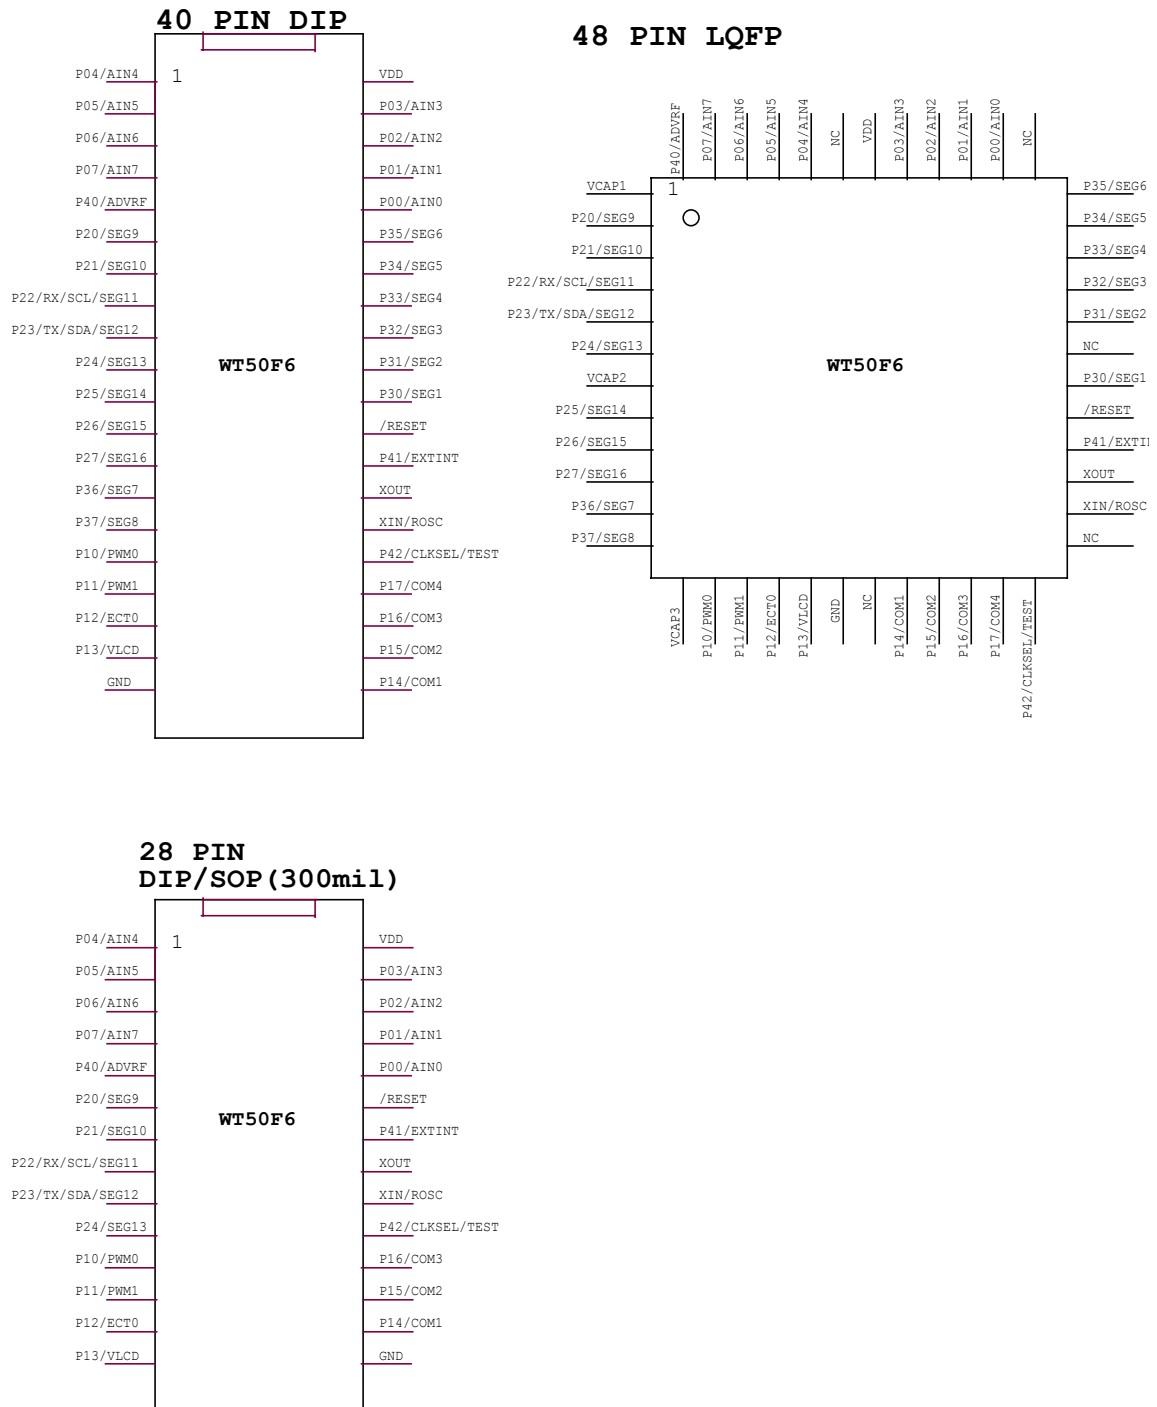 40 PIN DIP
1
P04/AIN4
P05/AIN5
P06/AIN6
P07/AIN7
P40/ADVRF
P20/SEG9
P21/SEG10
P22/RX/SCL/SEG11
P23/TX/SDA/SEG12
P24/SEG13
P25/SEG14
P26/SEG15
P27/SEG16
P36/SEG7
P37/SEG8
P10/PWM0
P11/PWM1
P12/ECT0
P13/VLCD
GND
WT50F6
VDD
P03/AIN3
P02/AIN2
P01/AIN1
P00/AIN0
P35/SEG6
P34/SEG5
P33/SEG4
P32/SEG3
P31/SEG2
P30/SEG1
/RESET
P41/EXTINT
XOUT
XIN/ROSC
P42/CLKSEL/TEST
P17/COM4
P16/COM3
P15/COM2
P14/COM1
48 PIN LQFP
P40/ADVRF
P07/AIN7
P06/AIN6
P05/AIN5
P04/AIN4
NC
VDD
P03/AIN3
P02/AIN2
P01/AIN1
P00/AIN0
NC
1
VCAP1
P20/SEG9
P21/SEG10
P22/RX/SCL/SEG11
P23/TX/SDA/SEG12
P24/SEG13
VCAP2
P25/SEG14
P26/SEG15
P27/SEG16
P36/SEG7
P37/SEG8
WT50F6
P35/SEG6
P34/SEG5
P33/SEG4
P32/SEG3
P31/SEG2
NC
P30/SEG1
/RESET
XOUT
XIN/ROSC
NC
VCAP3
P10/PWM0
P11/PWM1
P12/ECT0
P13/VLCD
GND
NC
P14/COM1
P15/COM2
P16/COM3
P17/COM4
P42/CLKSEL/TEST
28 PIN
DIP/SOP(300mil)
1
P04/AIN4
P05/AIN5
P06/AIN6
P07/AIN7
P40/ADVRF
P20/SEG9
P21/SEG10
P22/RX/SCL/SEG11
P23/TX/SDA/SEG12
P24/SEG13
P10/PWM0
P11/PWM1
P12/ECT0
P13/VLCD
WT50F6
VDD
P03/AIN3
P02/AIN2
P01/AIN1
P00/AIN0
/RESET
P41/EXTINT
XOUT
XIN/ROSC
P42/CLKSEL/TEST
P16/COM3
P15/COM2
P14/COM1
GND